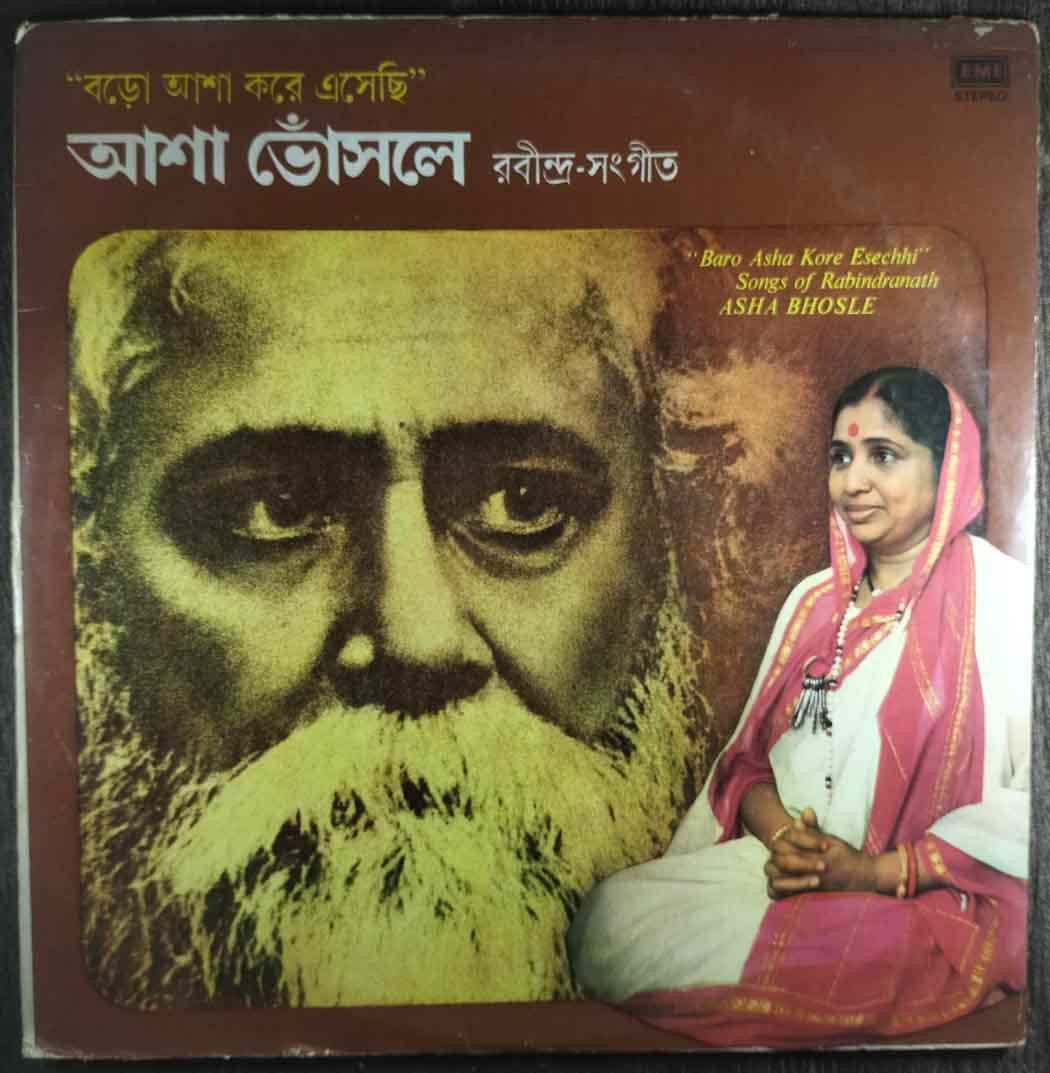 “বড়ো আশা করে এসেছি”
আশা ভোঁসলে রবীন্দ্র-সংগীত
EMI
STEREO
"Baro Asha Kore Esechhi"
Songs of Rabindranath
ASHA BHOSLE